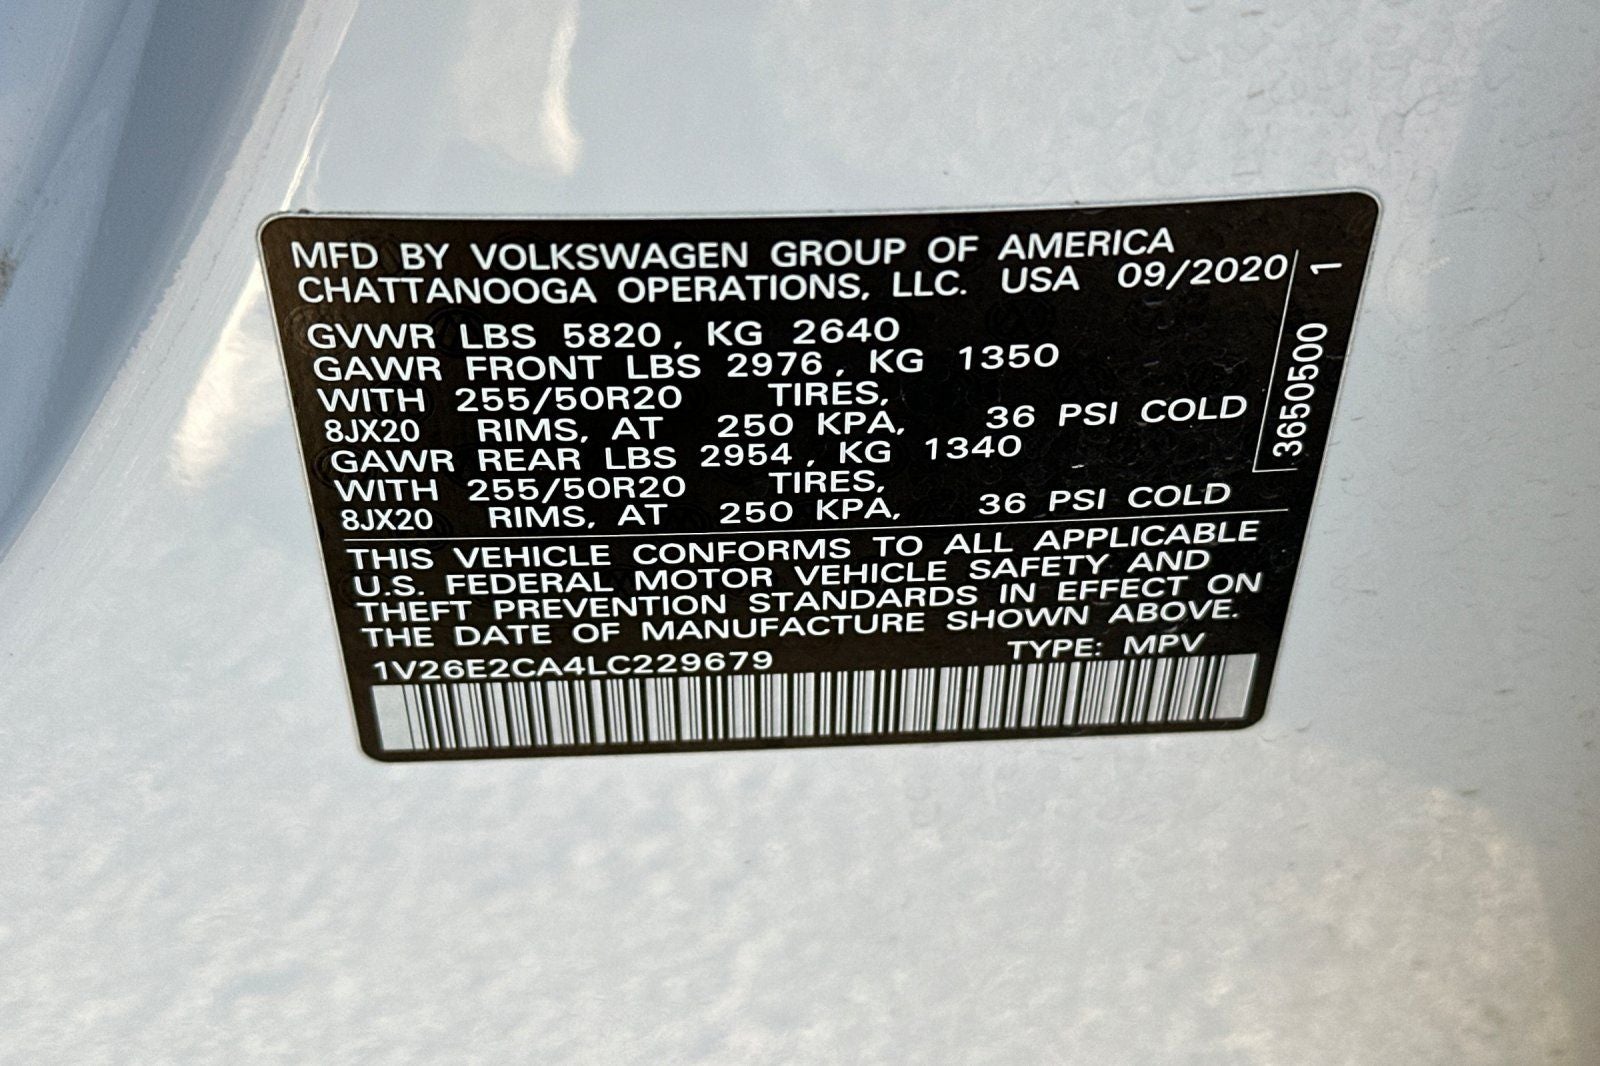 MFD BY VOLKSWAGEN GROUP OF AMERICA
CHATTANOOGA OPERATIONS, LLC. USA 09/2020
GVWR LBS 5820, KG 2640
GAWR FRONT LBS 2976, KG 1350
WITH 255/50R20 TIRES,
8JX20 RIMS, AT 250 KPA, 36 PSI COLD
GAWR REAR LBS 2954, KG 1340
WITH 255/50R20 TIRES,
8JX20 RIMS, AT 250 KPA, 36 PSI COLD
THIS VEHICLE CONFORMS TO ALL APPLICABLE
U.S. FEDERAL MOTOR VEHICLE SAFETY AND
THEFT PREVENTION STANDARDS IN EFFECT ON
THE DATE OF MANUFACTURE SHOWN ABOVE.
1V26E2CA4LC229679 TYPE: MPV
3650500 1